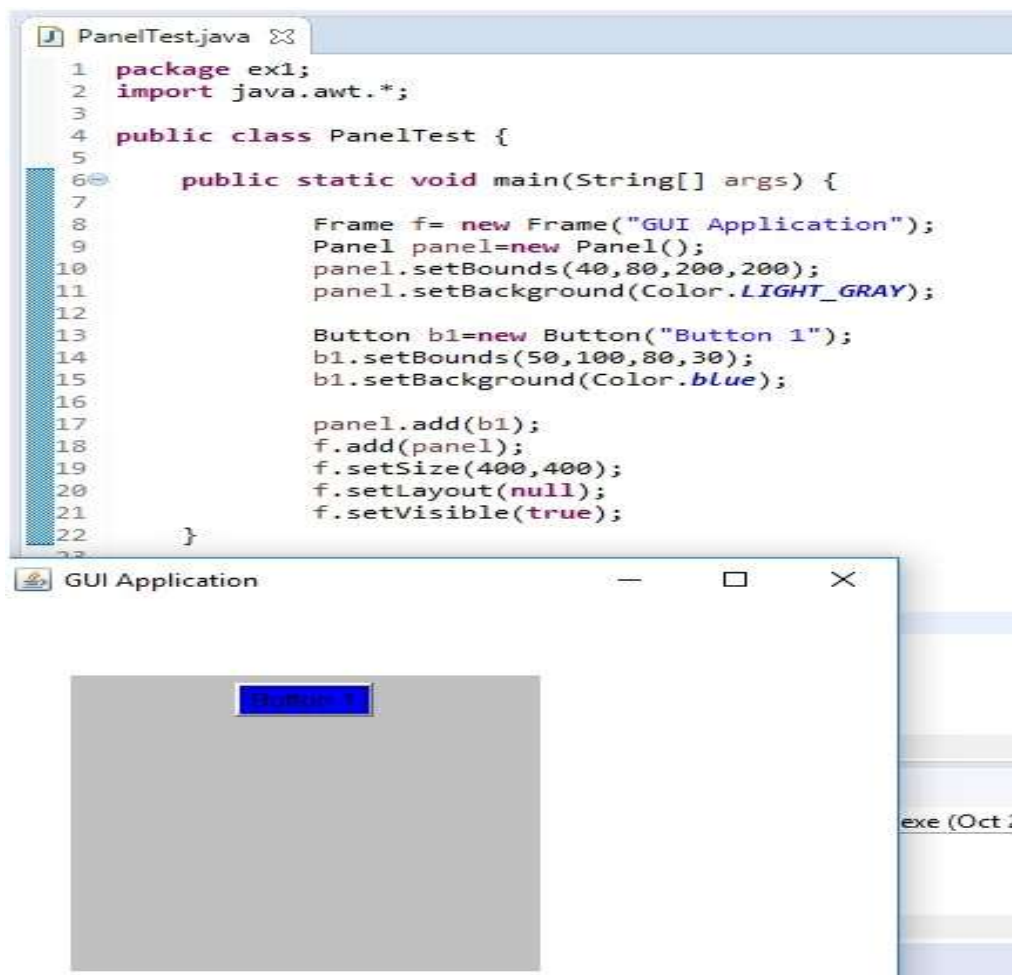 PanelTest.java
1 package ex1;
2 import java.awt.*;
3
4 public class PanelTest {
5
6 public static void main(String[] args) {
7
8 Frame f= new Frame("GUI Application");
9 Panel panel=new Panel();
10 panel.setBounds(40,80,200,200);
11 panel.setBackground(Color.LIGHT_GRAY);
12
13 Button b1=new Button("Button 1");
14 b1.setBounds(50,100,80,30);
15 b1.setBackground(Color.blue);
16
17 panel.add(b1);
18 f.add(panel);
19 f.setSize(400,400);
20 f.setLayout(null);
21 f.setVisible(true);
22 }
23
GUI Application
Button 1
exe (Oct